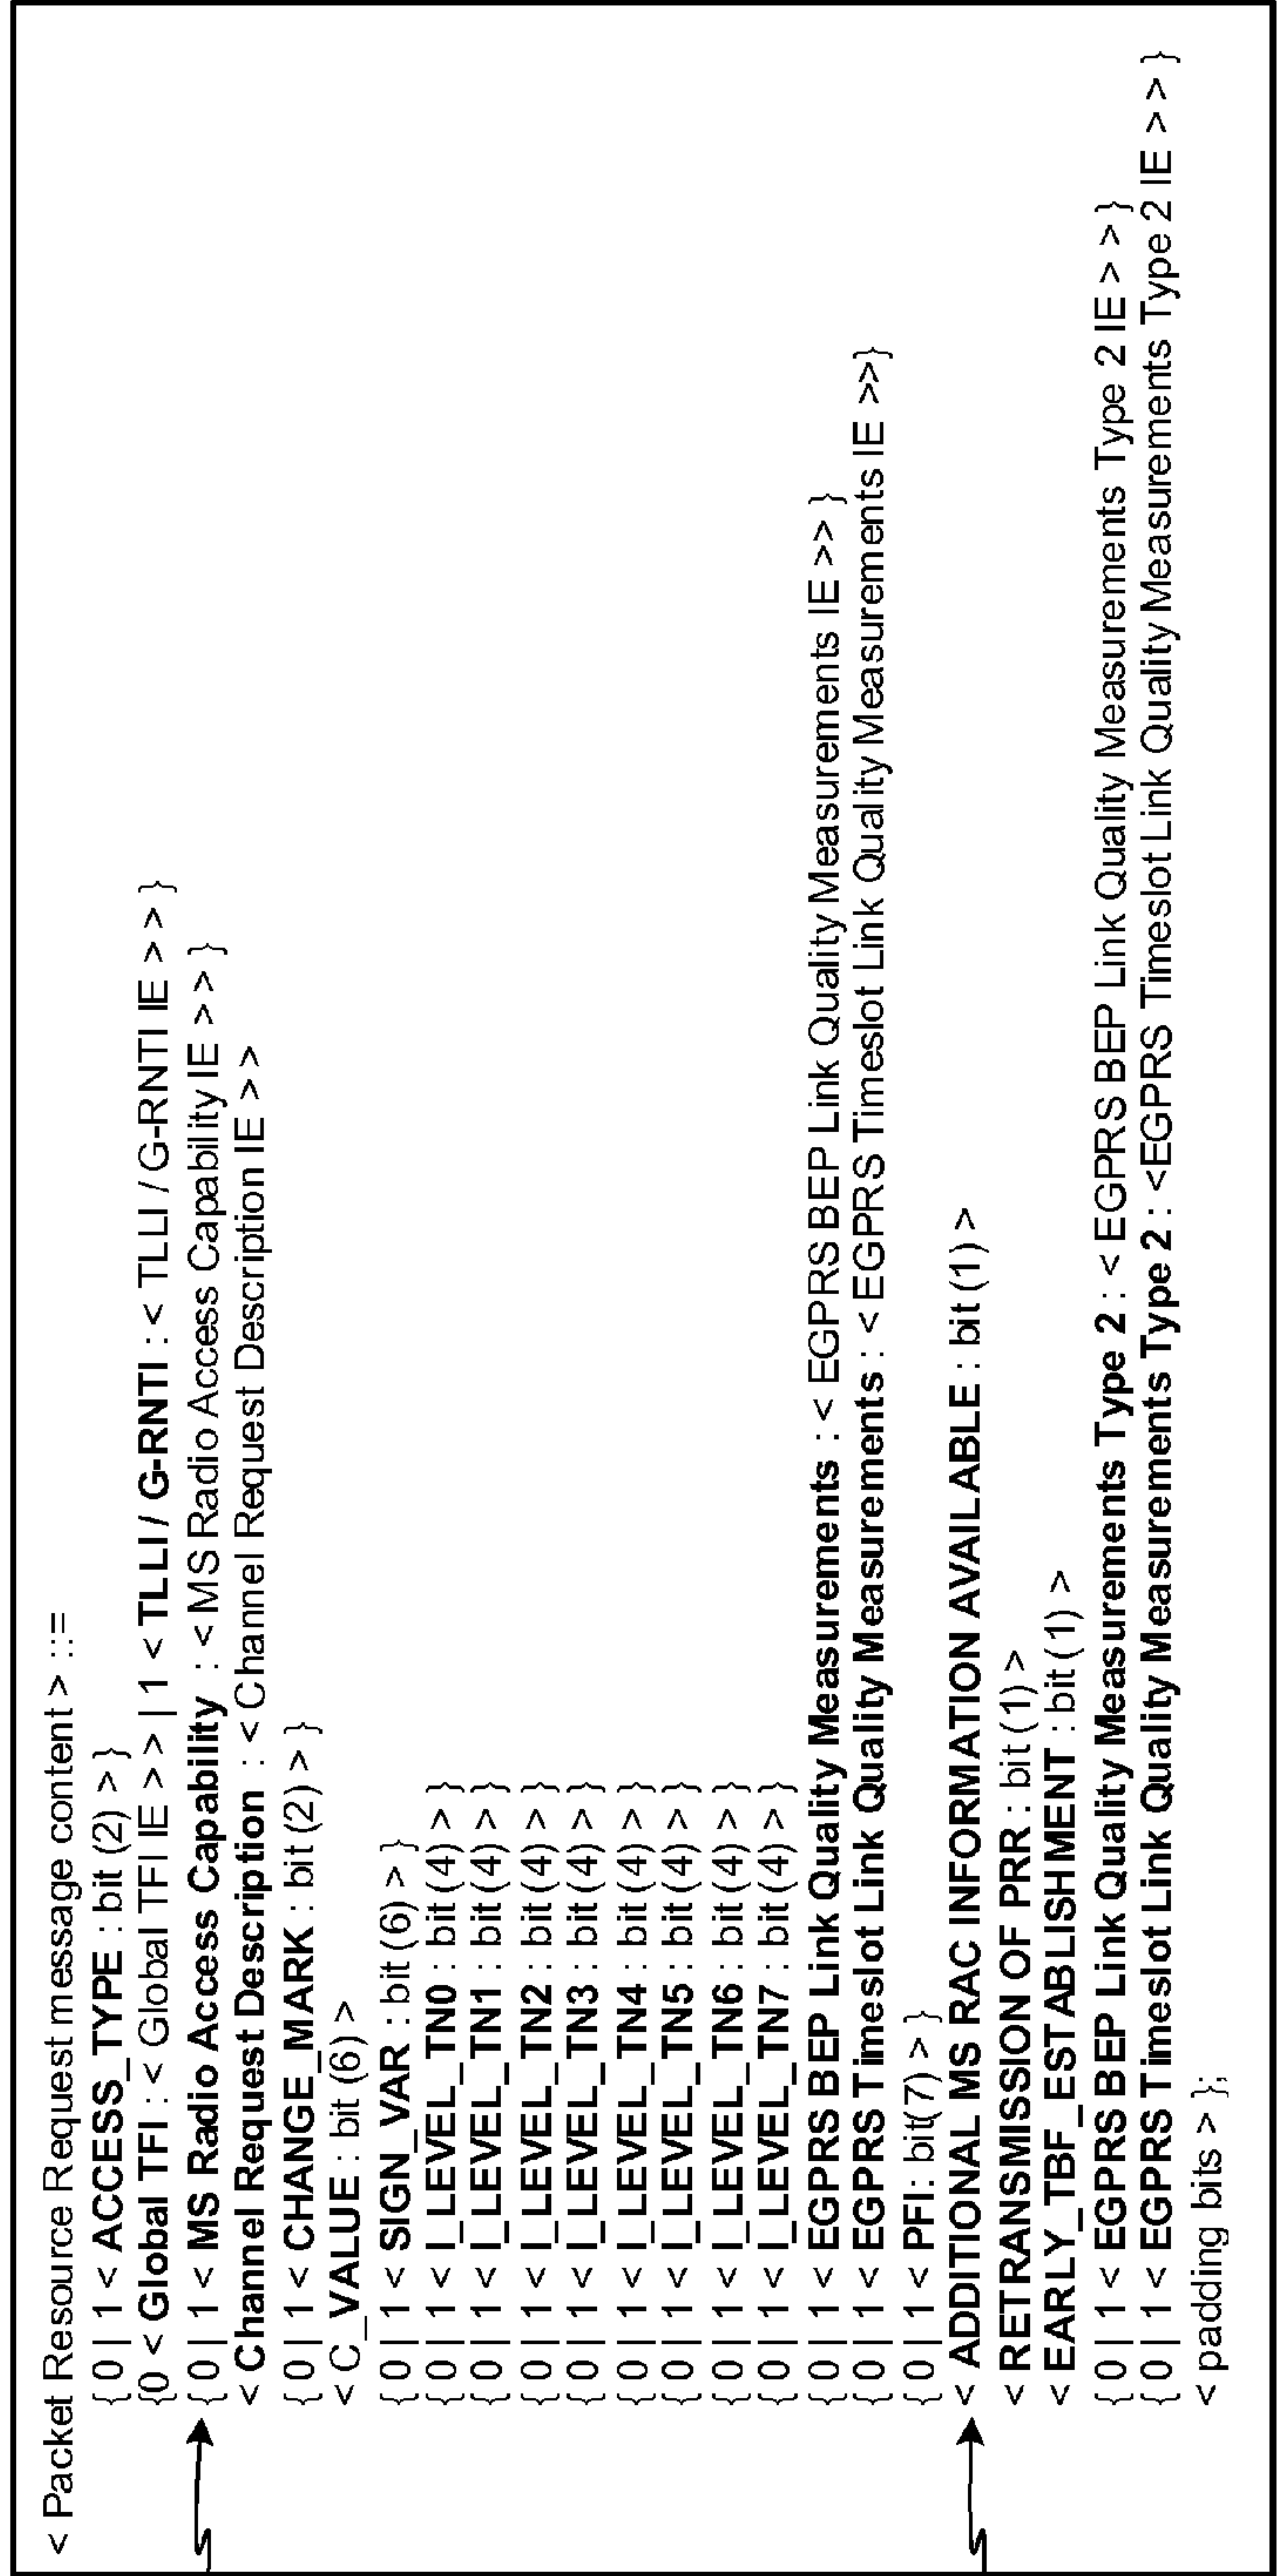 < Packet Resource Request message content > ::=
{ 0 | 1 < ACCESS_TYPE : bit (2) > }
{0 < Global TFI : < Global TFI IE > > | 1 < TLLI / G-RNTI : < TLLI / G-RNTI IE > > }
{ 0 | 1 < MS Radio Access Capability : < MS Radio Access Capability IE > > }
< Channel Request Description : < Channel Request Description IE > >
{ 0 | 1 < CHANGE_MARK : bit (2) > }
< C_VALUE : bit (6) >
{ 0 | 1 < SIGN_VAR : bit (6) > }
{ 0 | 1 < I_LEVEL_TN0 : bit (4) > }
{ 0 | 1 < I_LEVEL_TN1 : bit (4) > }
{ 0 | 1 < I_LEVEL_TN2 : bit (4) > }
{ 0 | 1 < I_LEVEL_TN3 : bit (4) > }
{ 0 | 1 < I_LEVEL_TN4 : bit (4) > }
{ 0 | 1 < I_LEVEL_TN5 : bit (4) > }
{ 0 | 1 < I_LEVEL_TN6 : bit (4) > }
{ 0 | 1 < I_LEVEL_TN7 : bit (4) > }
{ 0 | 1 < EGPRS BEP Link Quality Measurements : < EGPRS BEP Link Quality Measurements IE >> }
{ 0 | 1 < EGPRS Timeslot Link Quality Measurements : < EGPRS Timeslot Link Quality Measurements IE >>}
{ 0 | 1 < PFI : bit(7) > }
< ADDITIONAL MS RAC INFORMATION AVAILABLE : bit (1) >
< RETRANSMISSION OF PRR : bit (1) >
< EARLY_TBF_ESTABLISHMENT : bit (1) >
{ 0 | 1 < EGPRS BEP Link Quality Measurements Type 2 : < EGPRS BEP Link Quality Measurements Type 2 IE > > }
{ 0 | 1 < EGPRS Timeslot Link Quality Measurements Type 2 : <EGPRS Timeslot Link Quality Measurements Type 2 IE > > }
< padding bits > };